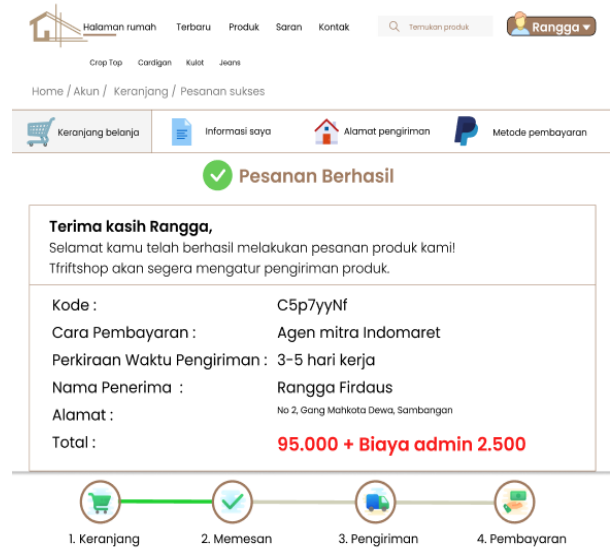 Halaman rumah Terbaru Produk Saran Kontak Temukan produk Rangga
Crop Top Cardigan Kulot Jeans
Home / Akun / Keranjang / Pesanan sukses
Keranjang belanja Informasi saya Alamat pengiriman Metode pembayaran
Pesanan Berhasil
Terima kasih Rangga,
Selamat kamu telah berhasil melakukan pesanan produk kami!
Tfriftshop akan segera mengatur pengiriman produk.
Kode : C5p7yyNf
Cara Pembayaran : Agen mitra Indomaret
Perkiraan Waktu Pengiriman : 3-5 hari kerja
Nama Penerima : Rangga Firdaus
Alamat : No 2, Gang Mahkota Dewa, Sambangan
Total : 95.000 + Biaya admin 2.500
1. Keranjang 2. Memesan 3. Pengiriman 4. Pembayaran